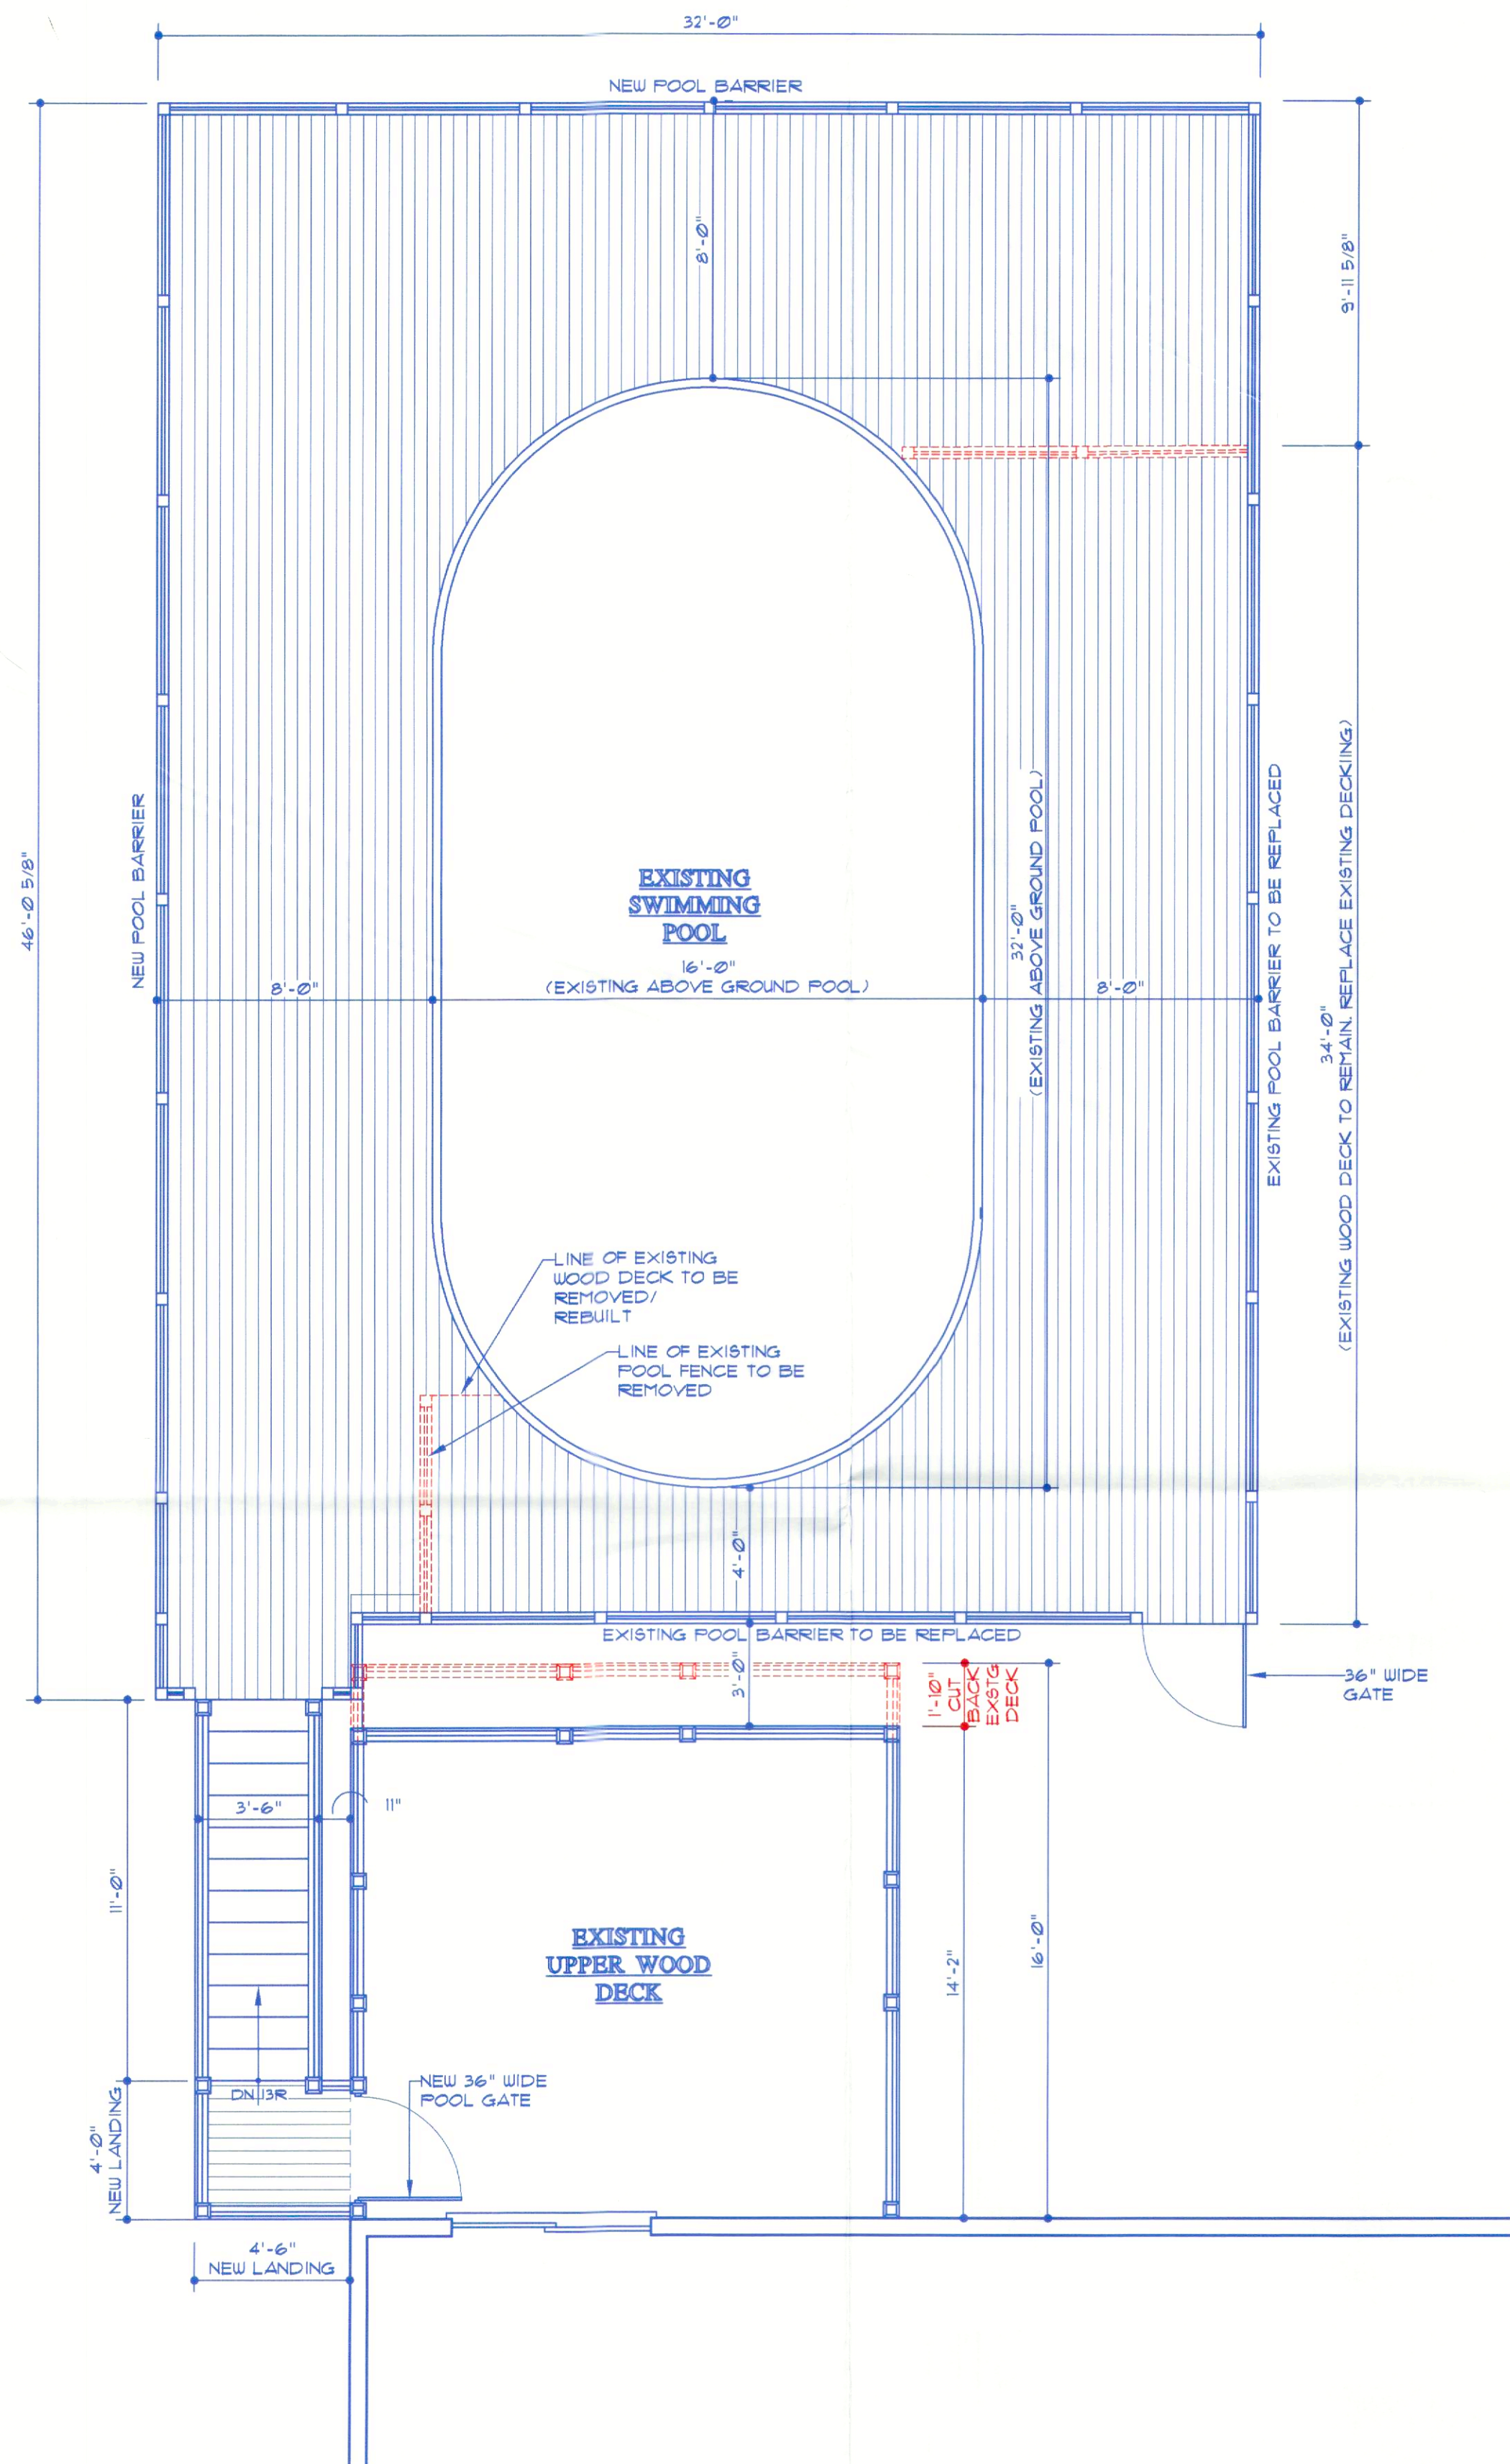 32'-0"
NEW POOL BARRIER
8'-0"
9'-11 5/8"
46'-0 5/8"
NEW POOL BARRIER
EXISTING
SWIMMING
POOL
16'-0"
(EXISTING ABOVE GROUND POOL)
8'-0"
8'-0"
32'-0"
(EXISTING ABOVE GROUND POOL)
EXISTING POOL BARRIER TO BE REPLACED
34'-0"
(EXISTING WOOD DECK TO REMAIN. REPLACE EXISTING DECKIING)
LINE OF EXISTING
WOOD DECK TO BE
REMOVED/
REBUILT
LINE OF EXISTING
POOL FENCE TO BE
REMOVED
4'-0"
EXISTING POOL BARRIER TO BE REPLACED
3'-0"
1'-10"
CUT
BACK
EXSTG
DECK
36" WIDE
GATE
3'-6"
11"
11'-0"
EXISTING
UPPER WOOD
DECK
14'-2"
16'-0"
DN 13R
NEW 36" WIDE
POOL GATE
4'-0"
NEW LANDING
4'-6"
NEW LANDING